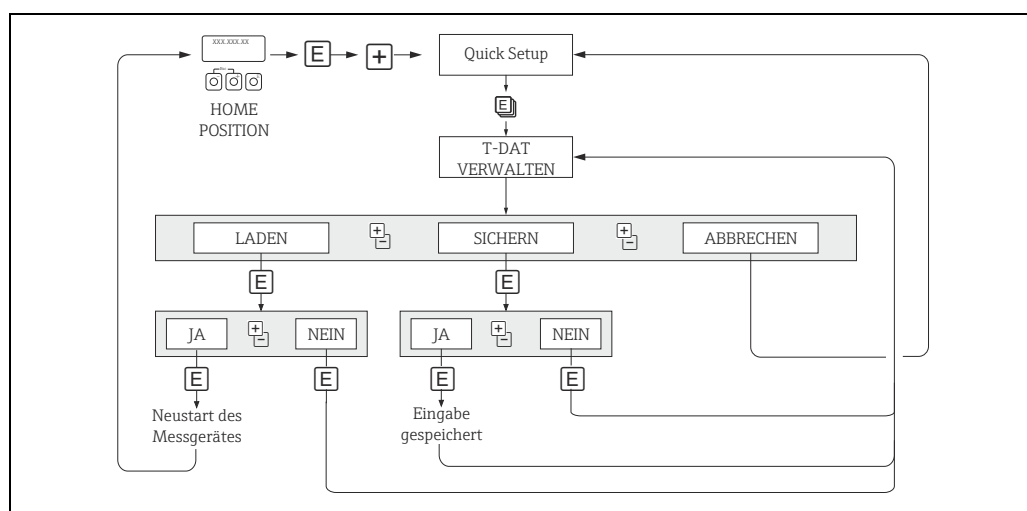 XXX.XXX.XX
Esc
E
+
Quick Setup
HOME
POSITION
E
T-DAT
VERWALTEN
LADEN
+
-
SICHERN
+
-
ABBRECHEN
E
E
JA
+
-
NEIN
JA
+
-
NEIN
E
E
E
E
Neustart des
Messgerätes
Eingabe
gespeichert